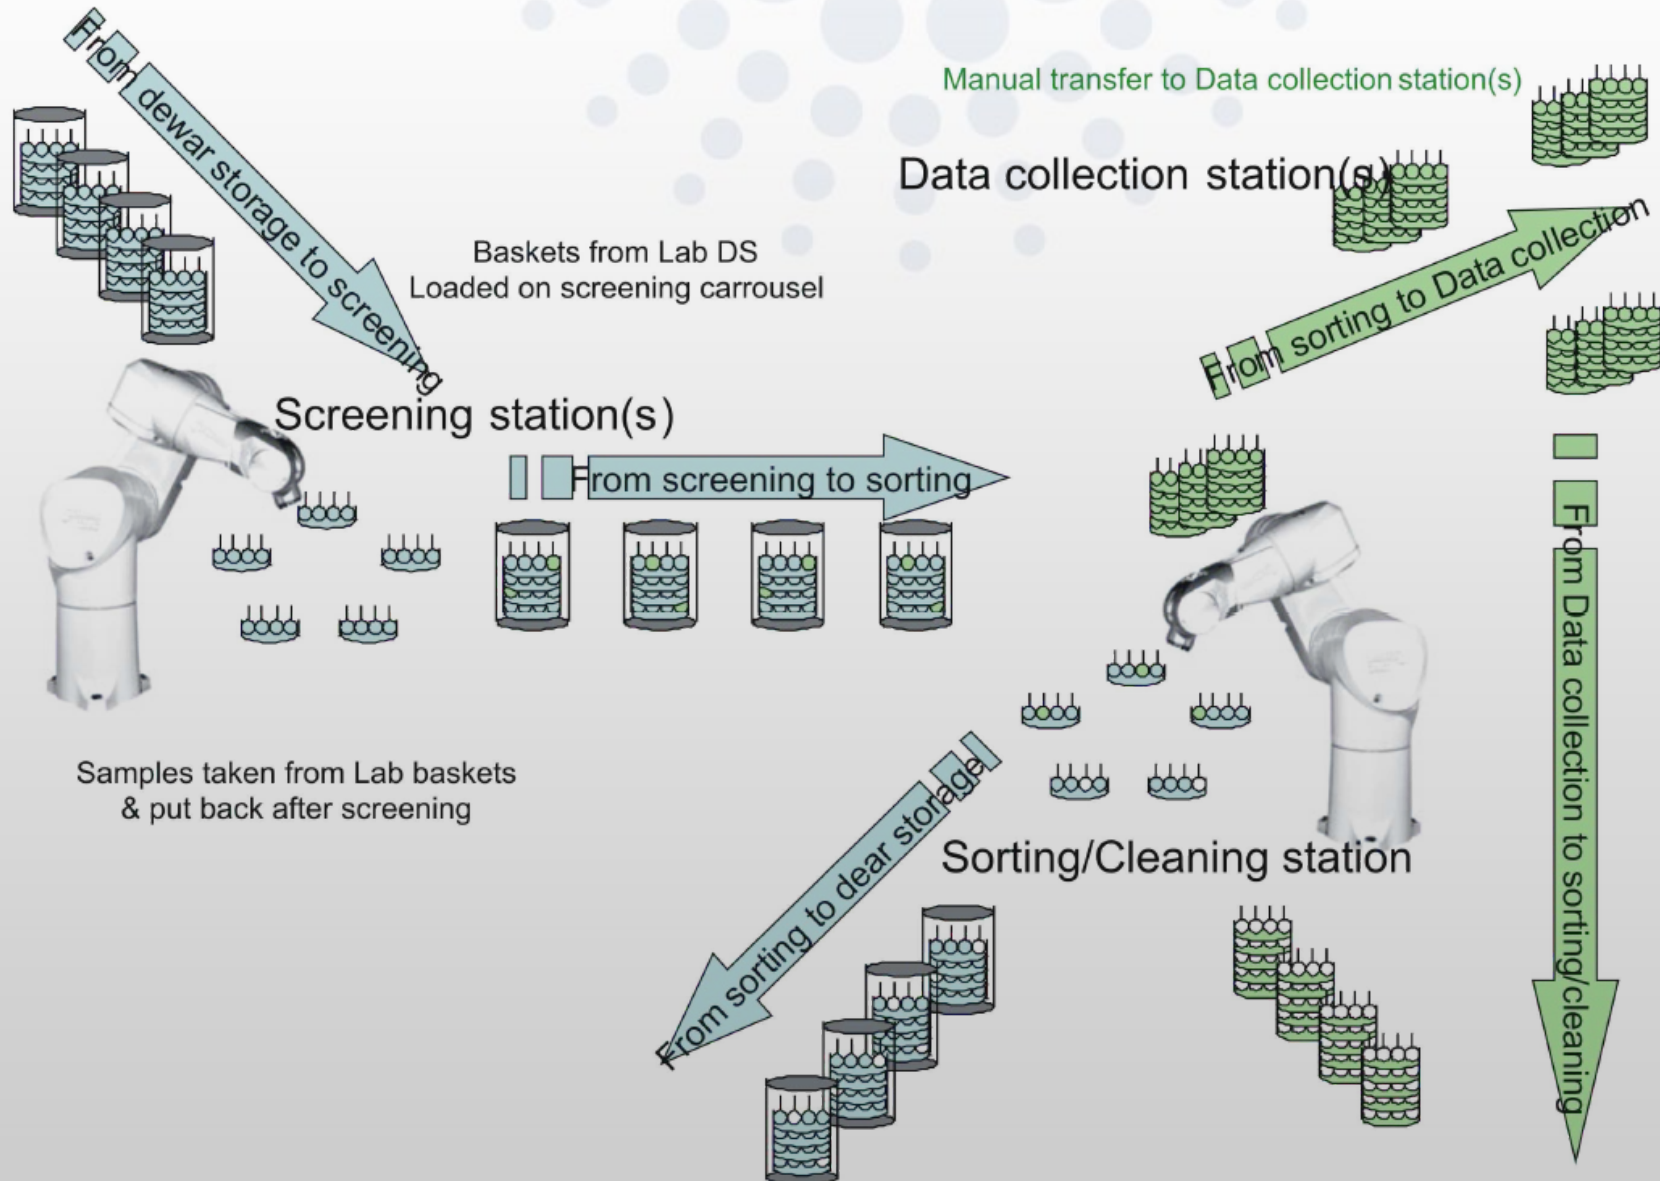 From dewar storage to screening
Manual transfer to Data collection station(s)
Data collection station(s)
Baskets from Lab DS
Loaded on screening carrousel
From sorting to Data collection
Screening station(s)
From screening to sorting
From Data collection to sorting/cleaning
Samples taken from Lab baskets
& put back after screening
From sorting to dear storage
Sorting/Cleaning station